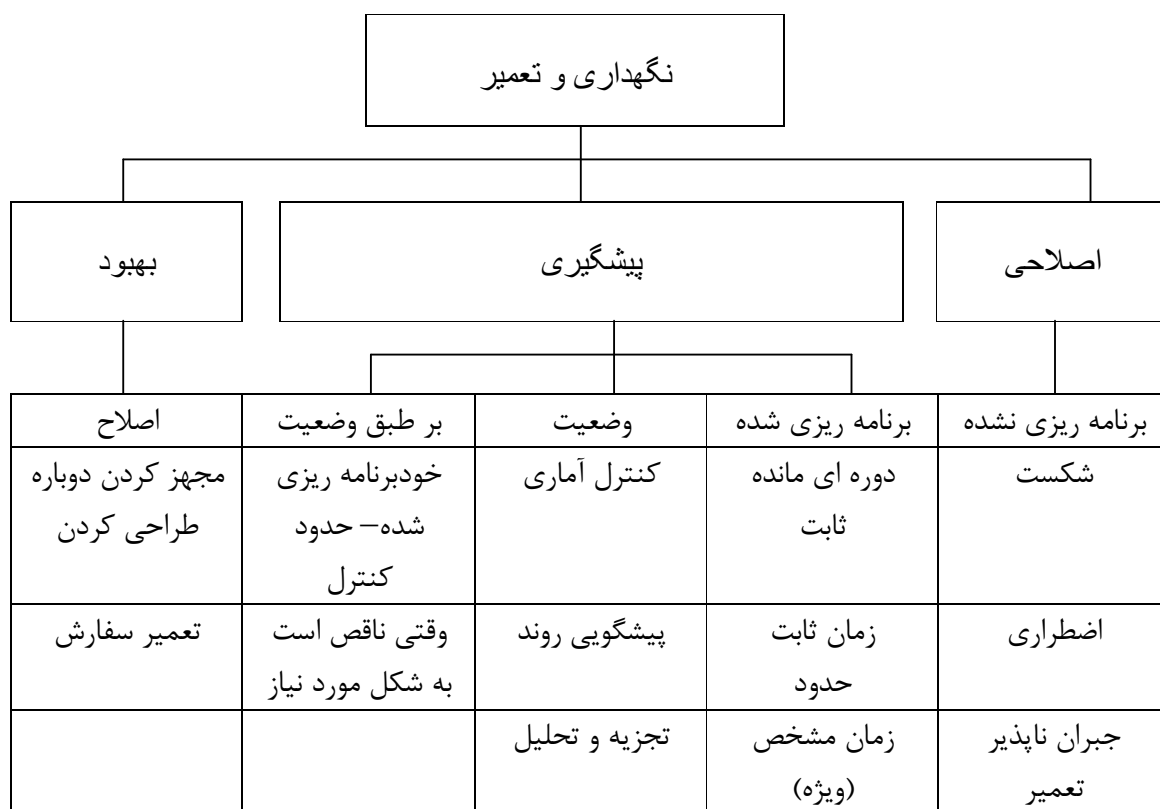 نگهداری و تعمیر
اصلاحی
پیشگیری
بهبود
برنامه ریزی نشده
برنامه ریزی شده
وضعیت
بر طبق وضعیت
اصلاح
شکست
دوره ای مانده
ثابت
کنترل آماری
خودبرنامه ریزی
شده– حدود
کنترل
مجهز کردن دوباره
طراحی کردن
اضطراری
زمان ثابت
حدود
پیشگویی روند
وقتی ناقص است
به شکل مورد نیاز
تعمیر سفارش
جبران ناپذیر
تعمیر
زمان مشخص
(ویژه)
تجزیه و تحلیل